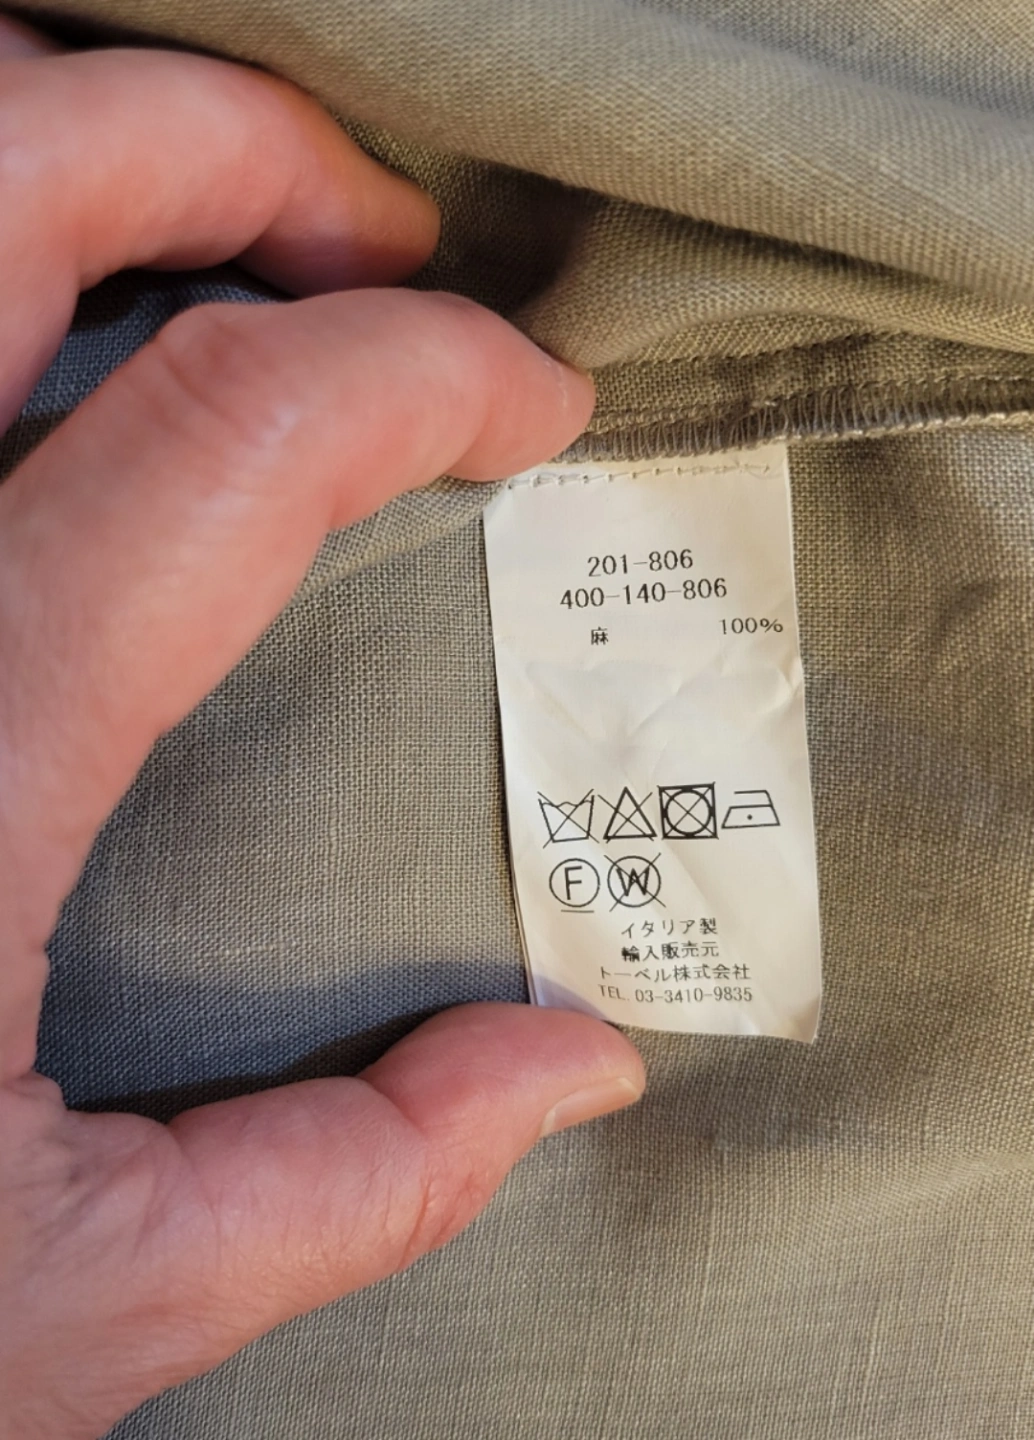 201-806
400-140-806
麻 100%
F W
イタリア製
輸入販売元
トーベル株式会社
TEL. 03-3410-9835